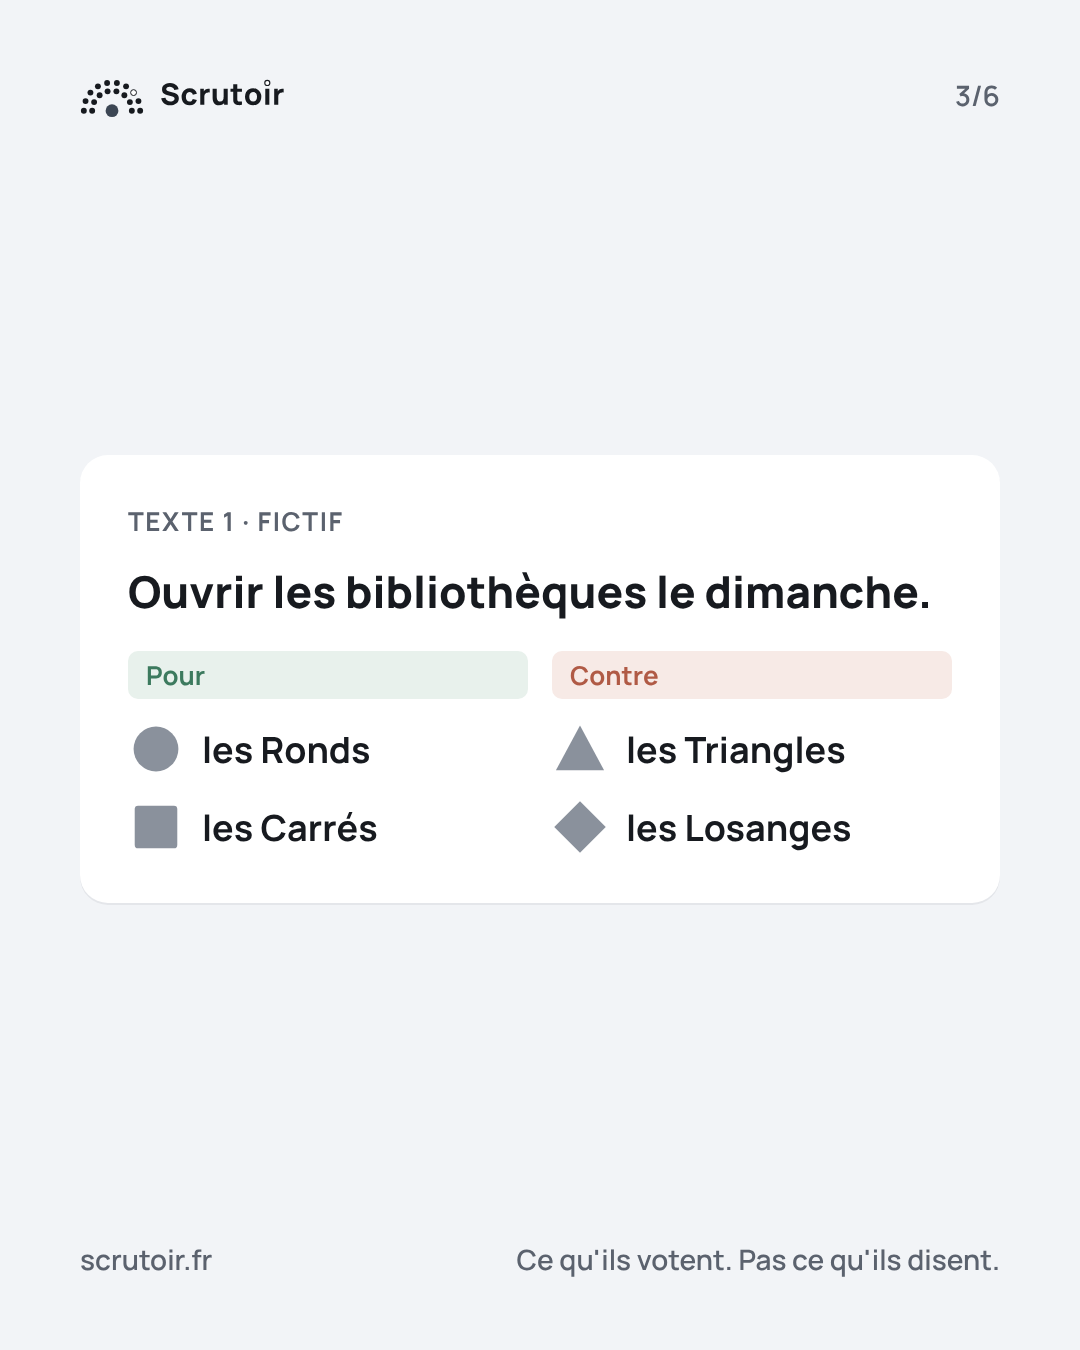 Scrutoir
3/6
TEXTE 1 · FICTIF
Ouvrir les bibliothèques le dimanche.
Pour
Contre
les Ronds
les Triangles
les Carrés
les Losanges
scrutoir.fr
Ce qu'ils votent. Pas ce qu'ils disent.